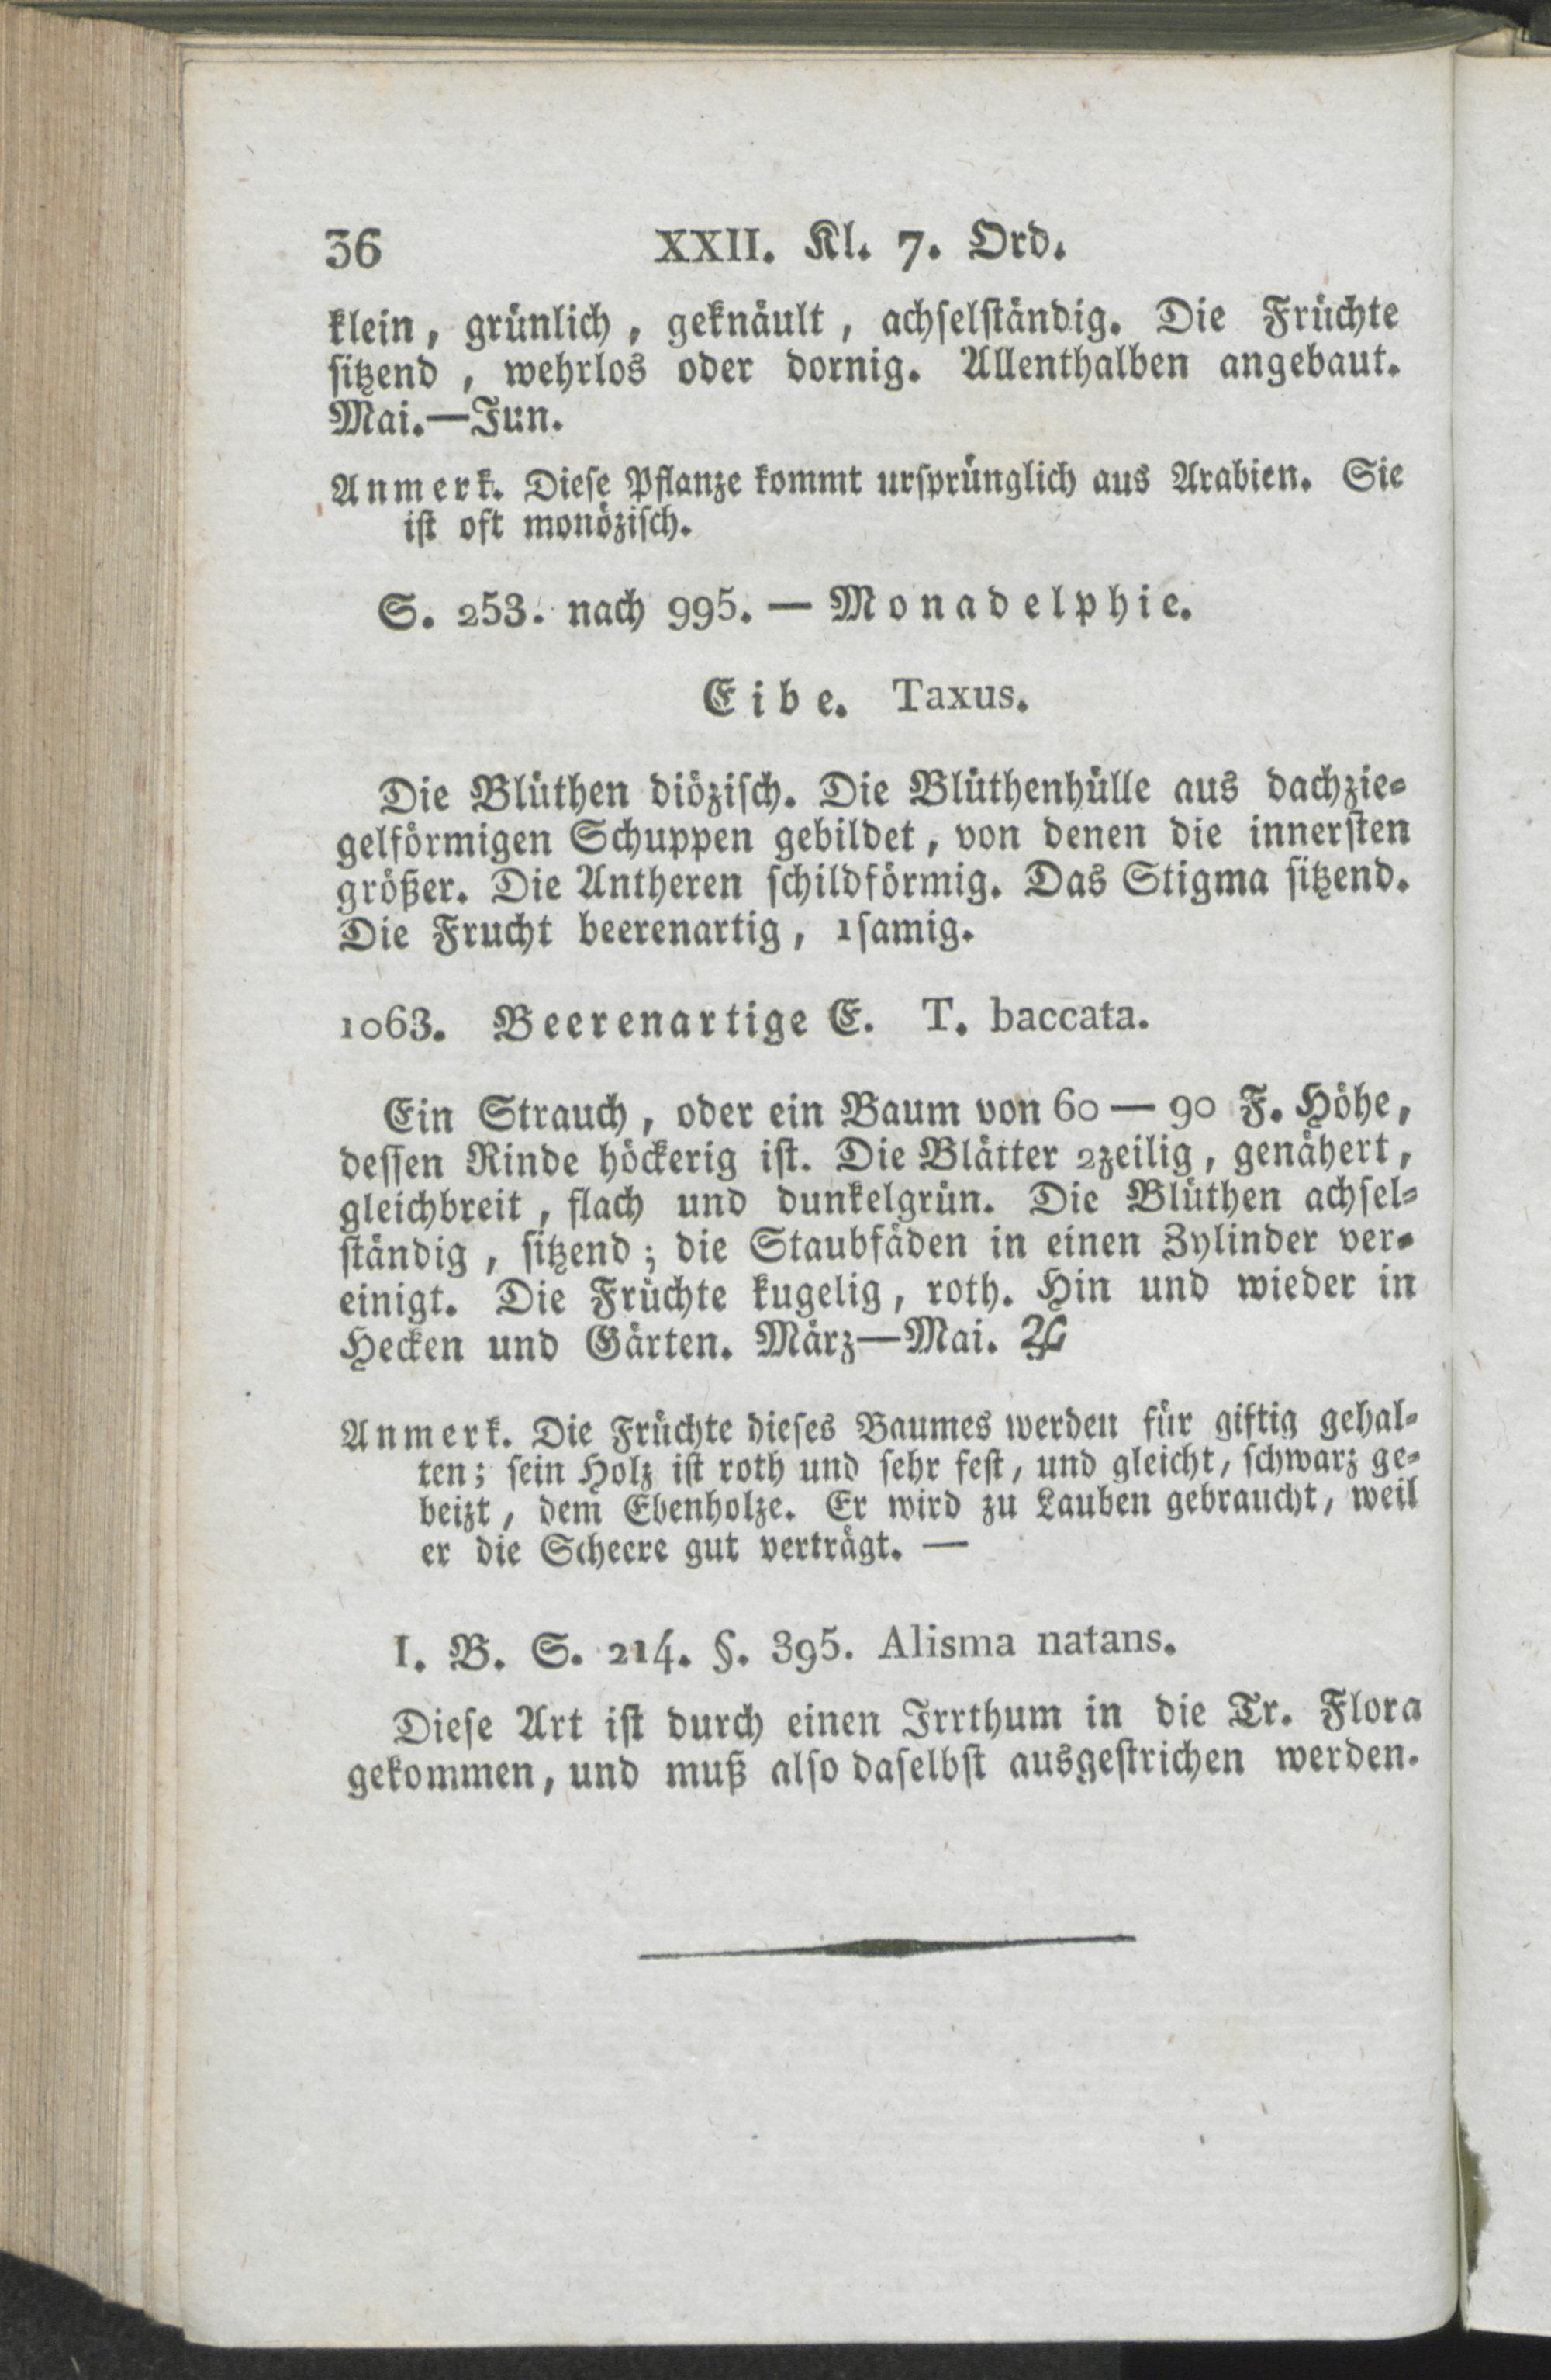 36 XXII. Kl. 7. Ord.
klein, grünlich, geknäult, achselständig. Die Früchte
sitzend, wehrlos oder dornig. Allenthalben angebaut.
Mai.—Jun.
Anmerk. Diese Pflanze kommt ursprünglich aus Arabien. Sie
ist oft monözisch.
S. 253. nach 995. — Monadelphie.
Eibe. Taxus.
Die Blüthen diözisch. Die Blüthenhülle aus dachzie-
gelförmigen Schuppen gebildet, von denen die innersten
größer. Die Antheren schildförmig. Das Stigma sitzend.
Die Frucht beerenartig, 1samig.
1063. Beerenartige E. T. baccata.
Ein Strauch, oder ein Baum von 60 — 90 F. Höhe,
dessen Rinde höckerig ist. Die Blätter 2zeilig, genähert,
gleichbreit, flach und dunkelgrün. Die Blüthen achsel-
ständig, sitzend; die Staubfäden in einen Zylinder ver-
einigt. Die Früchte kugelig, roth. Hin und wieder in
Hecken und Gärten. März—Mai. ♃
Anmerk. Die Früchte dieses Baumes werden für giftig gehal-
ten; sein Holz ist roth und sehr fest, und gleicht, schwarz ge-
beizt, dem Ebenholze. Er wird zu Lauben gebraucht, weil
er die Scheere gut verträgt. —
I. B. S. 214. §. 395. Alisma natans.
Diese Art ist durch einen Irrthum in die Tr. Flora
gekommen, und muß also daselbst ausgestrichen werden.